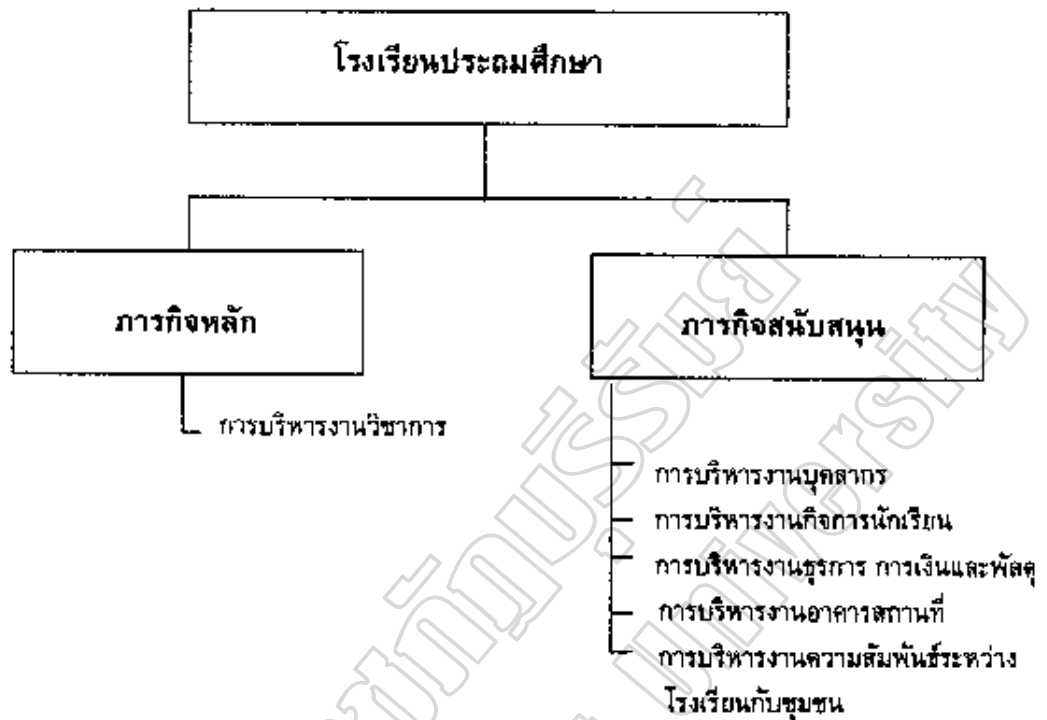 โรงเรียนประถมศึกษา
ภารกิจหลัก
ภารกิจสนับสนุน
การบริหารงานวิชาการ
การบริหารงานบุคลากร
การบริหารงานกิจการนักเรียน
การบริหารงานธุรการ การเงินและพัสดุ
การบริหารงานอาคารสถานที่
การบริหารงานความสัมพันธ์ระหว่าง
โรงเรียนกับชุมชน
University